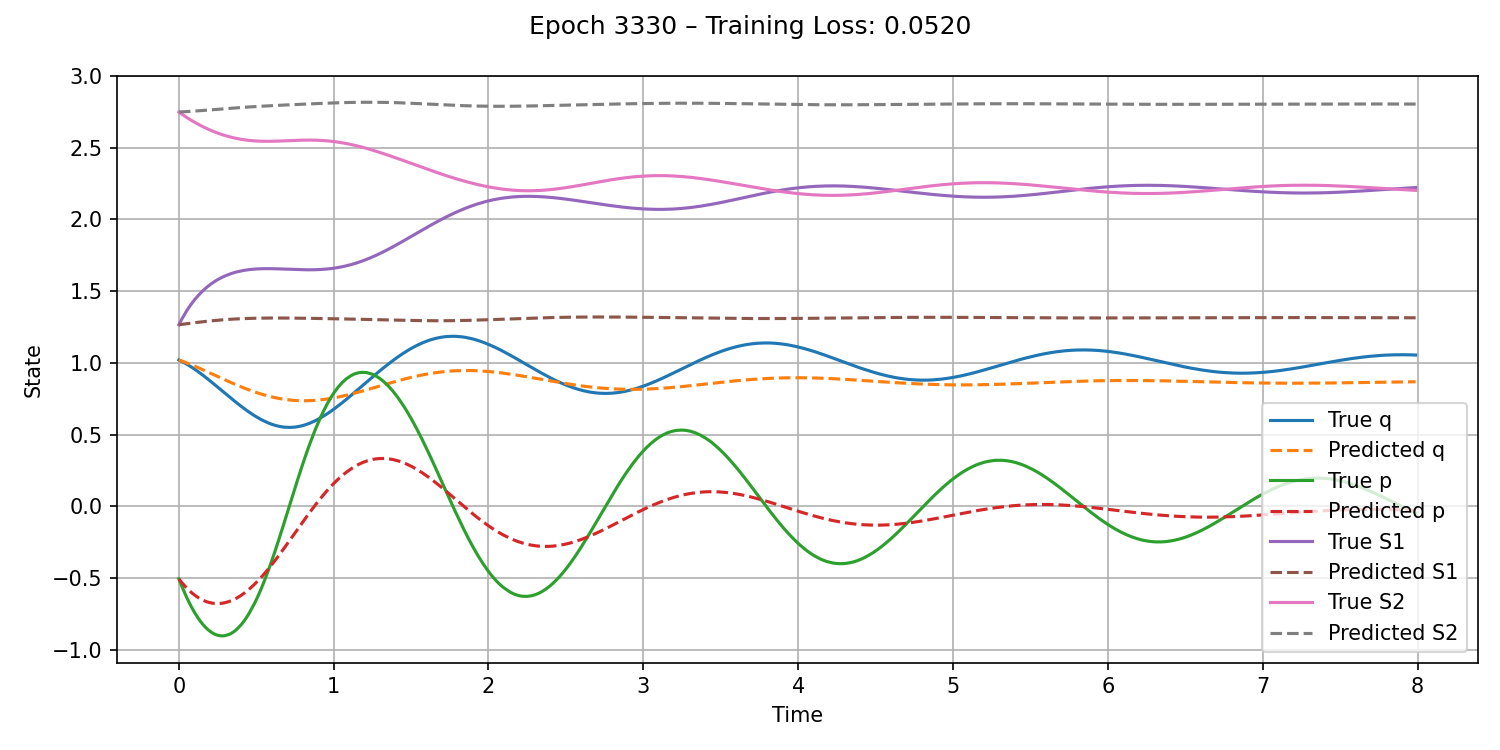 Epoch 3330 – Training Loss: 0.0520
3.0
2.5
2.0
1.5
1.0
0.5
0.0
−0.5
−1.0
State
True q
Predicted q
True p
Predicted p
True S1
Predicted S1
True S2
Predicted S2
0 1 2 3 4 5 6 7 8
Time